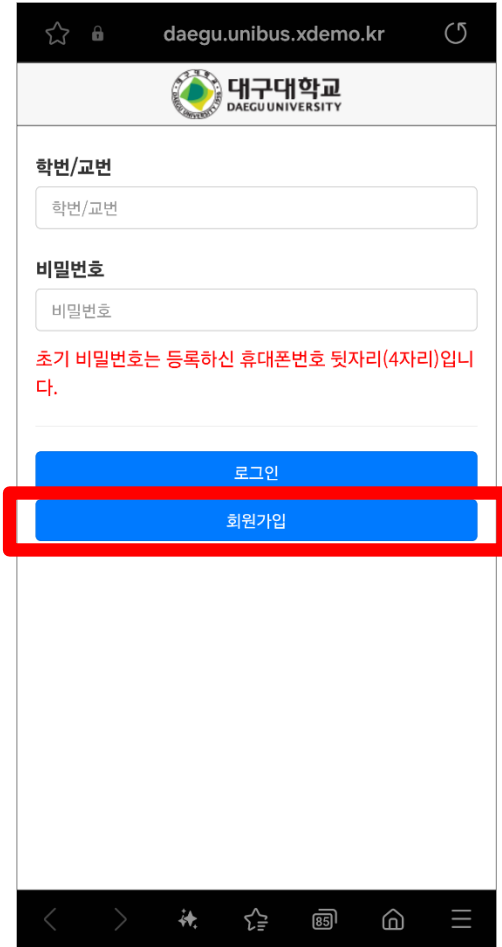 daegu.unibus.xdemo.kr
대구대학교
DAEGU UNIVERSITY
학번/교번
학번/교번
비밀번호
비밀번호
초기 비밀번호는 등록하신 휴대폰번호 뒷자리(4자리)입니
다.
로그인
회원가입
85